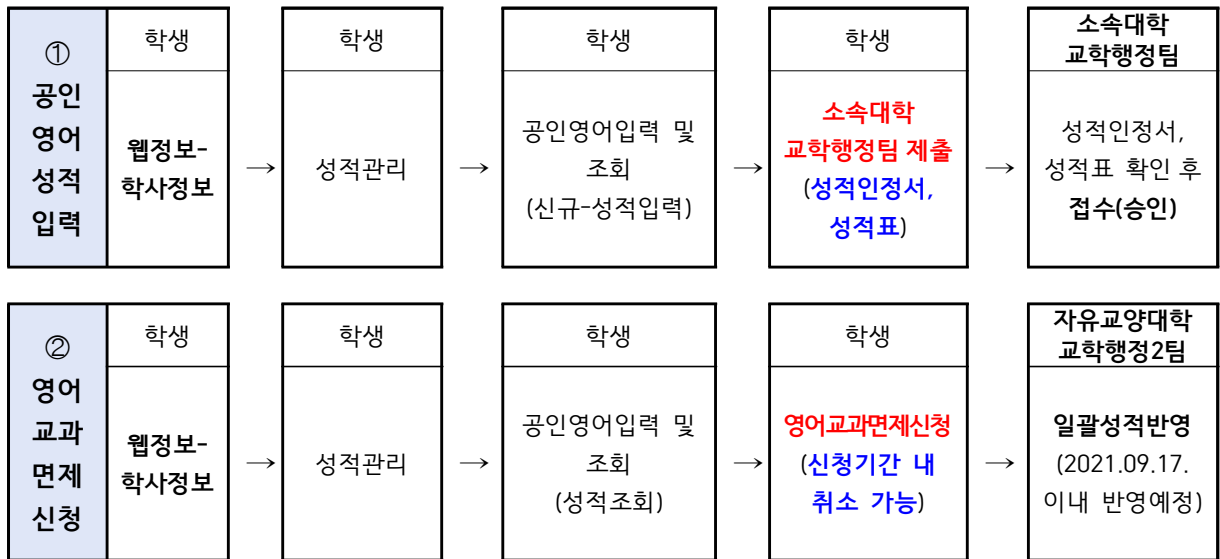 ①
공인
영어
성적
입력
학생
웹정보-
학사정보
→
학생
성적관리
→
학생
공인영어입력 및
조회
(신규-성적입력)
→
학생
소속대학
교학행정팀 제출
(성적인정서,
성적표)
→
소속대학
교학행정팀
성적인정서,
성적표 확인 후
접수(승인)
②
영어
교과
면제
신청
학생
웹정보-
학사정보
→
학생
성적관리
→
학생
공인영어입력 및
조회
(성적조회)
→
학생
영어교과면제신청
(신청기간 내
취소 가능)
→
자유교양대학
교학행정2팀
일괄성적반영
(2021.09.17.
이내 반영예정)